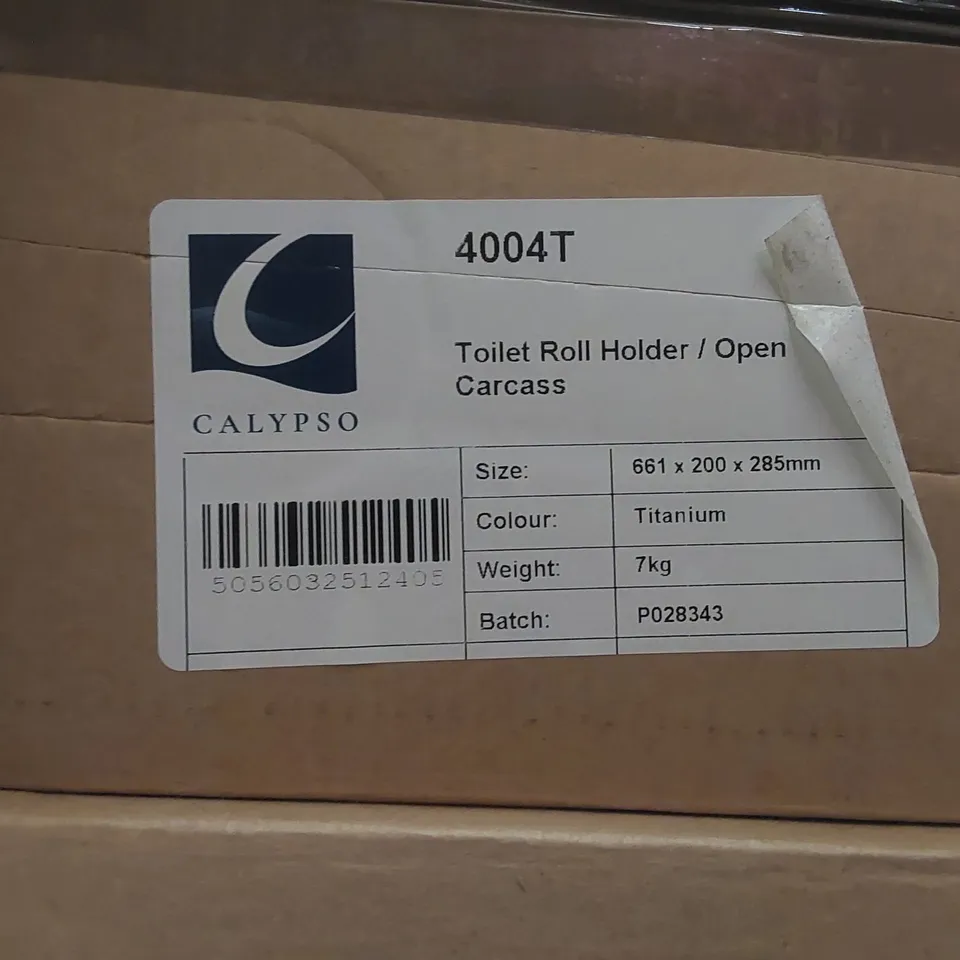 4004T
CALYPSO
Toilet Roll Holder / Open
Carcass
Size: 661 x 200 x 285mm
Colour: Titanium
Weight: 7kg
Batch: P028343
5056032512405